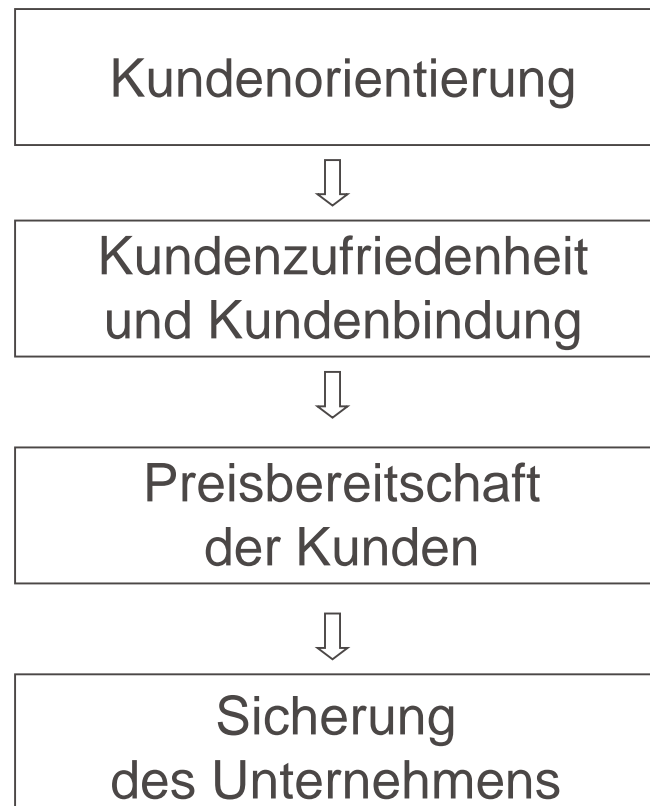 Kundenorientierung
Kundenzufriedenheit
und Kundenbindung
Preisbereitschaft
der Kunden
Sicherung
des Unternehmens